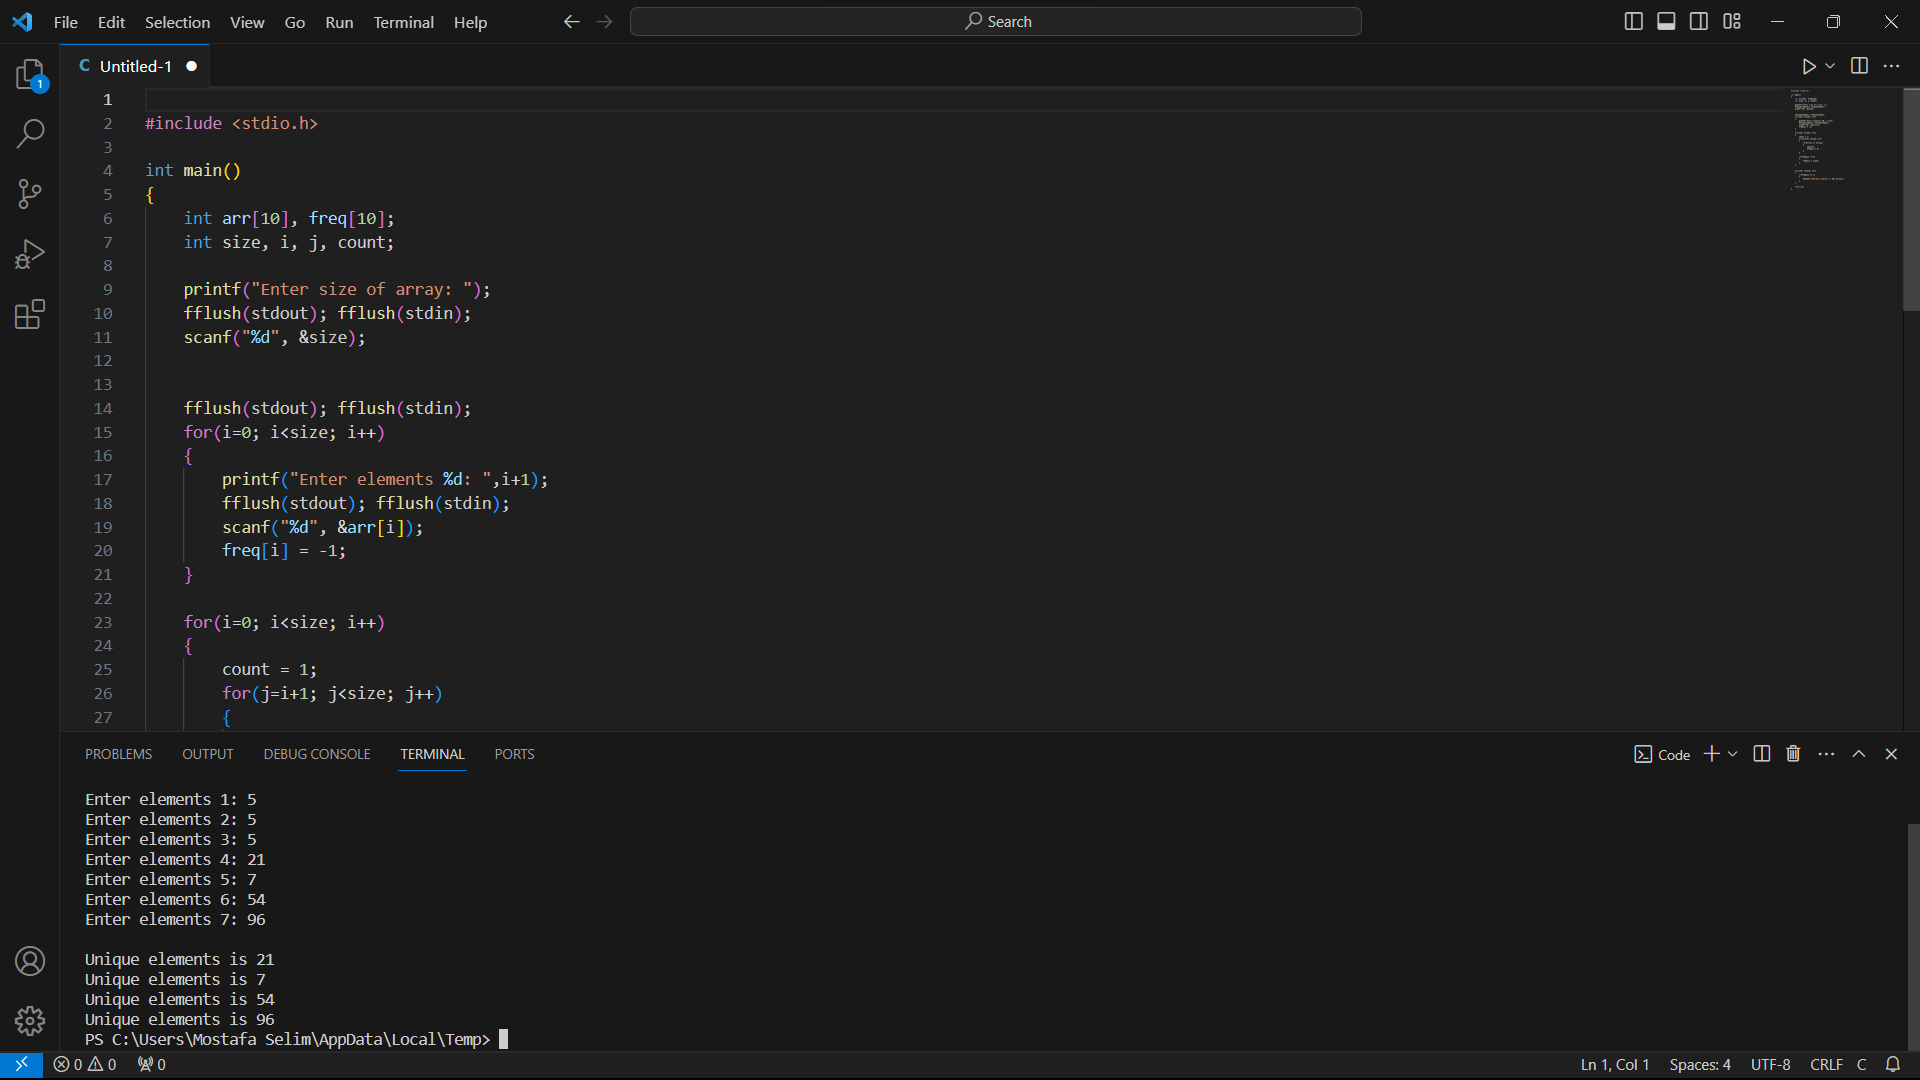 File Edit Selection View Go Run Terminal Help Search
C Untitled-1
1
1
2 #include <stdio.h>
3
4 int main()
5 {
6 int arr[10], freq[10];
7 int size, i, j, count;
8
9 printf("Enter size of array: ");
10 fflush(stdout); fflush(stdin);
11 scanf("%d", &size);
12
13
14 fflush(stdout); fflush(stdin);
15 for(i=0; i<size; i++)
16 {
17 printf("Enter elements %d: ",i+1);
18 fflush(stdout); fflush(stdin);
19 scanf("%d", &arr[i]);
20 freq[i] = -1;
21 }
22
23 for(i=0; i<size; i++)
24 {
25 count = 1;
26 for(j=i+1; j<size; j++)
27 {
PROBLEMS OUTPUT DEBUG CONSOLE TERMINAL PORTS Code
Enter elements 1: 5
Enter elements 2: 5
Enter elements 3: 5
Enter elements 4: 21
Enter elements 5: 7
Enter elements 6: 54
Enter elements 7: 96
Unique elements is 21
Unique elements is 7
Unique elements is 54
Unique elements is 96
PS C:\Users\Mostafa Selim\AppData\Local\Temp>
0 0 0 Ln 1, Col 1 Spaces: 4 UTF-8 CRLF C